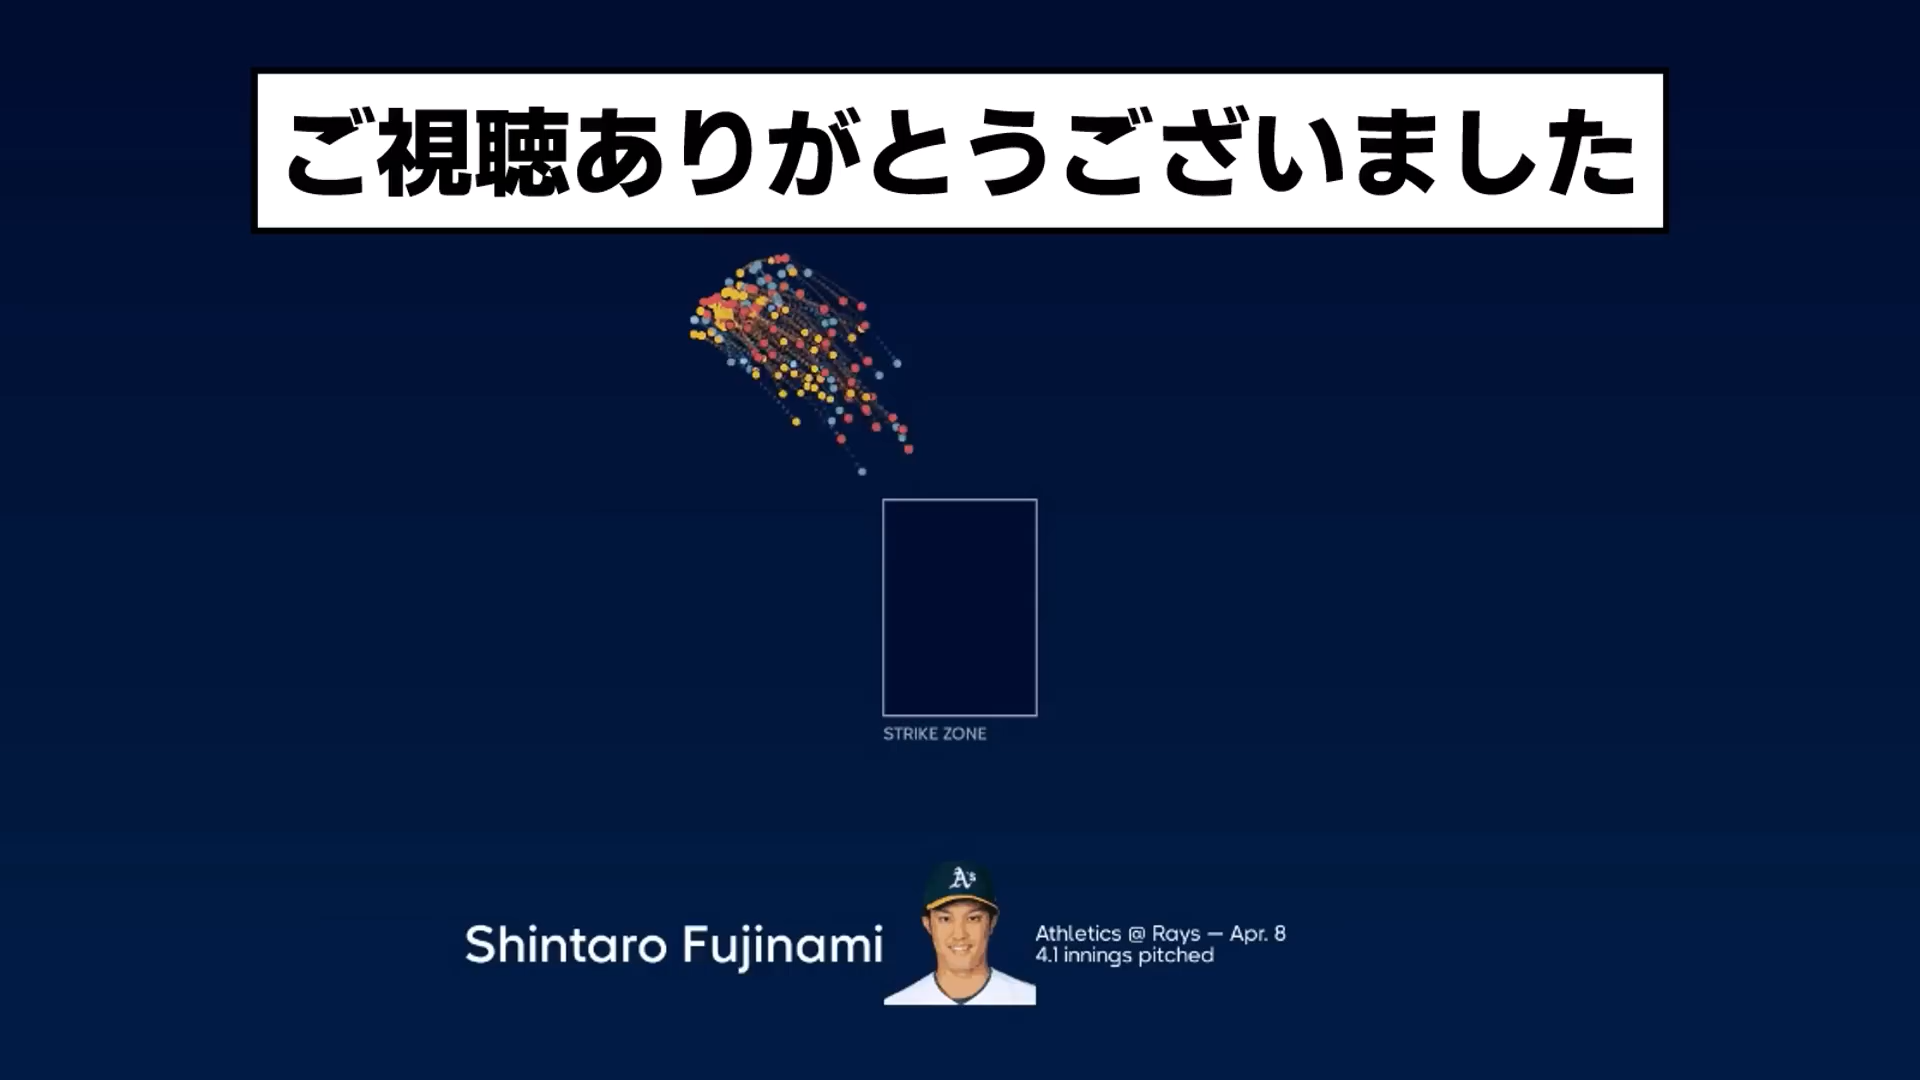 ご視聴ありがとうございました
STRIKE ZONE
A's
Shintaro Fujinami
Athletics @ Rays — Apr. 8
4.1 innings pitched